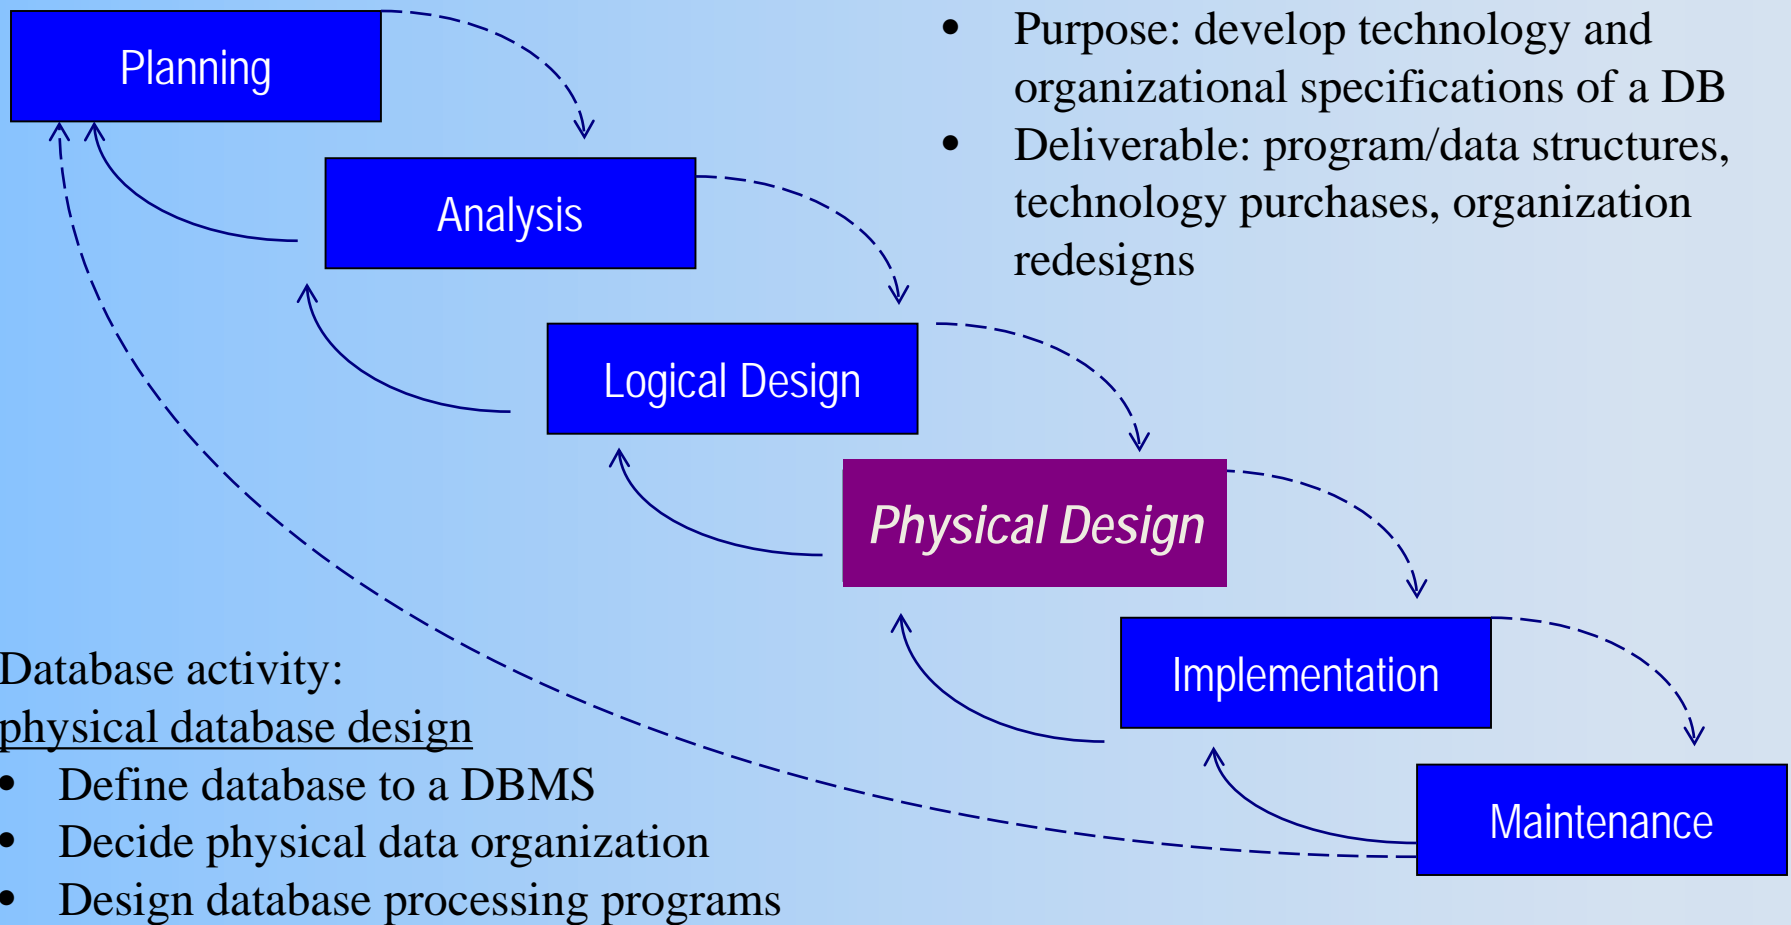 Planning
• Purpose: develop technology and
organizational specifications of a DB
• Deliverable: program/data structures,
technology purchases, organization
redesigns
Analysis
Logical Design
Physical Design
Implementation
Maintenance
Database activity:
physical database design
• Define database to a DBMS
• Decide physical data organization
• Design database processing programs